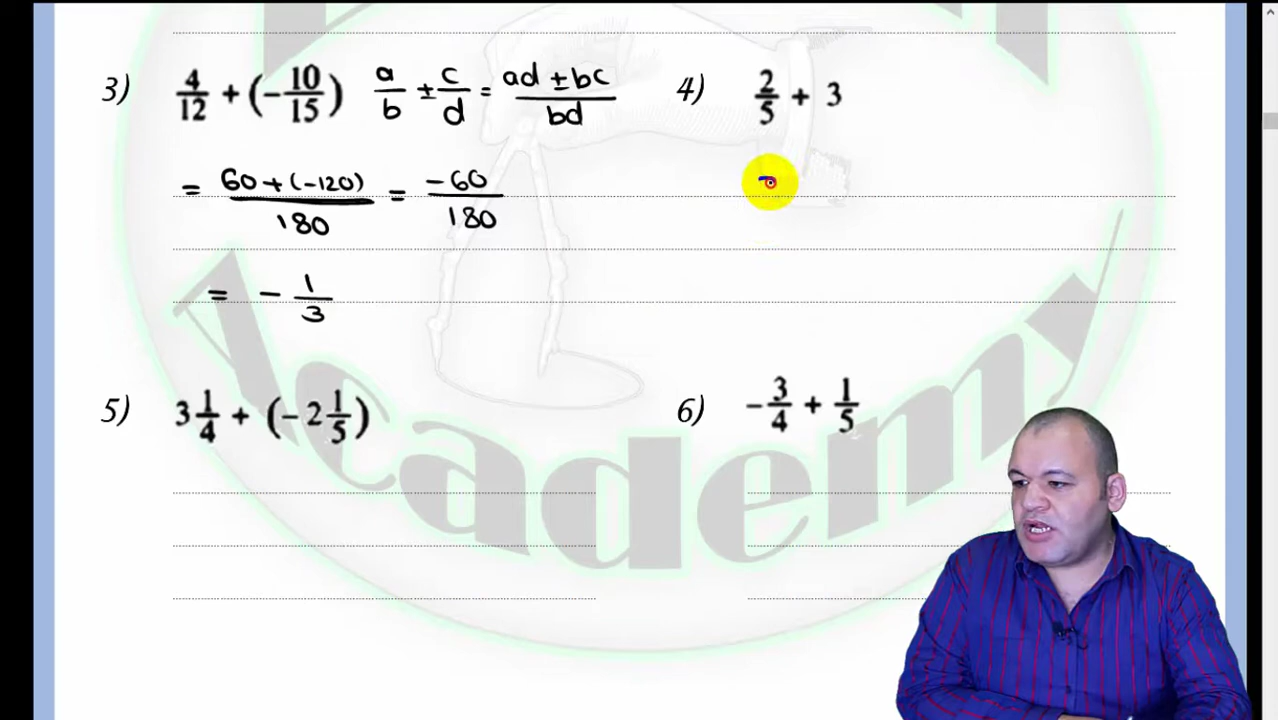 3) 4/12 + (-10/15) a/b ± c/d = ad ± bc/bd
= 60+(-120)/180 = -60/180
= - 1/3
4) 2/5 + 3
5) 3 1/4 + (-2 1/5)
6) -3/4 + 1/5
Academy